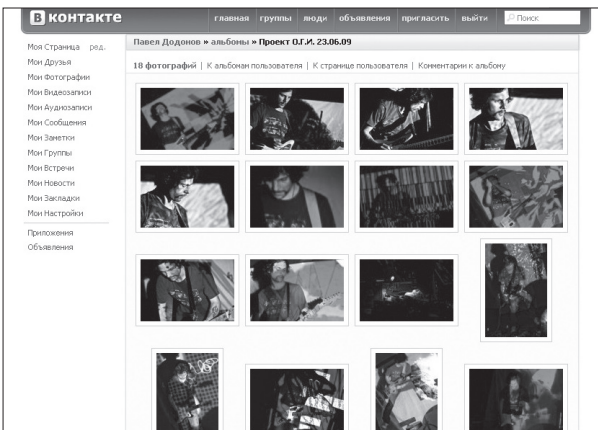 В контакте
главная группы люди объявления пригласить выйти Поиск
Павел Додонов » альбомы » Проект О.Г.И. 23.06.09
18 фотографий | К альбомам пользователя | К странице пользователя | Комментарии к альбому
Моя Страница ред.
Мои Друзья
Мои Фотографии
Мои Видеозаписи
Мои Аудиозаписи
Мои Сообщения
Мои Заметки
Мои Группы
Мои Встречи
Мои Новости
Мои Закладки
Мои Настройки
Приложения
Объявления